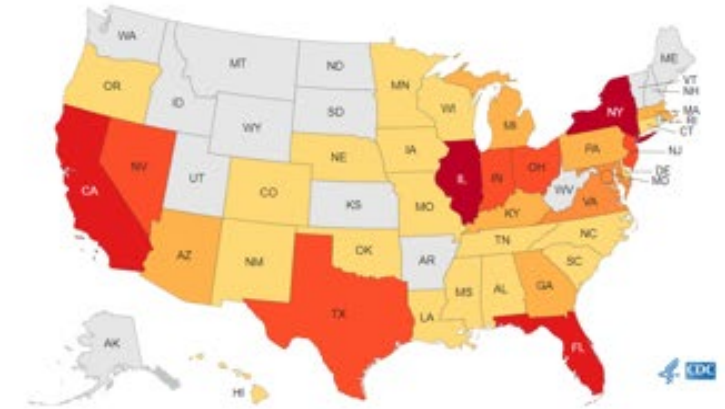 WA
MT
ND
MN
ME
VT
NH
OR
ID
SD
WI
MI
NY
MA
RI
CT
WY
IA
PA
NJ
NE
NV
UT
CO
IL
IN
OH
DE
MD
WV
VA
CA
KS
MO
KY
NC
TN
AZ
NM
OK
AR
SC
MS
AL
GA
TX
LA
FL
AK
HI
CDC